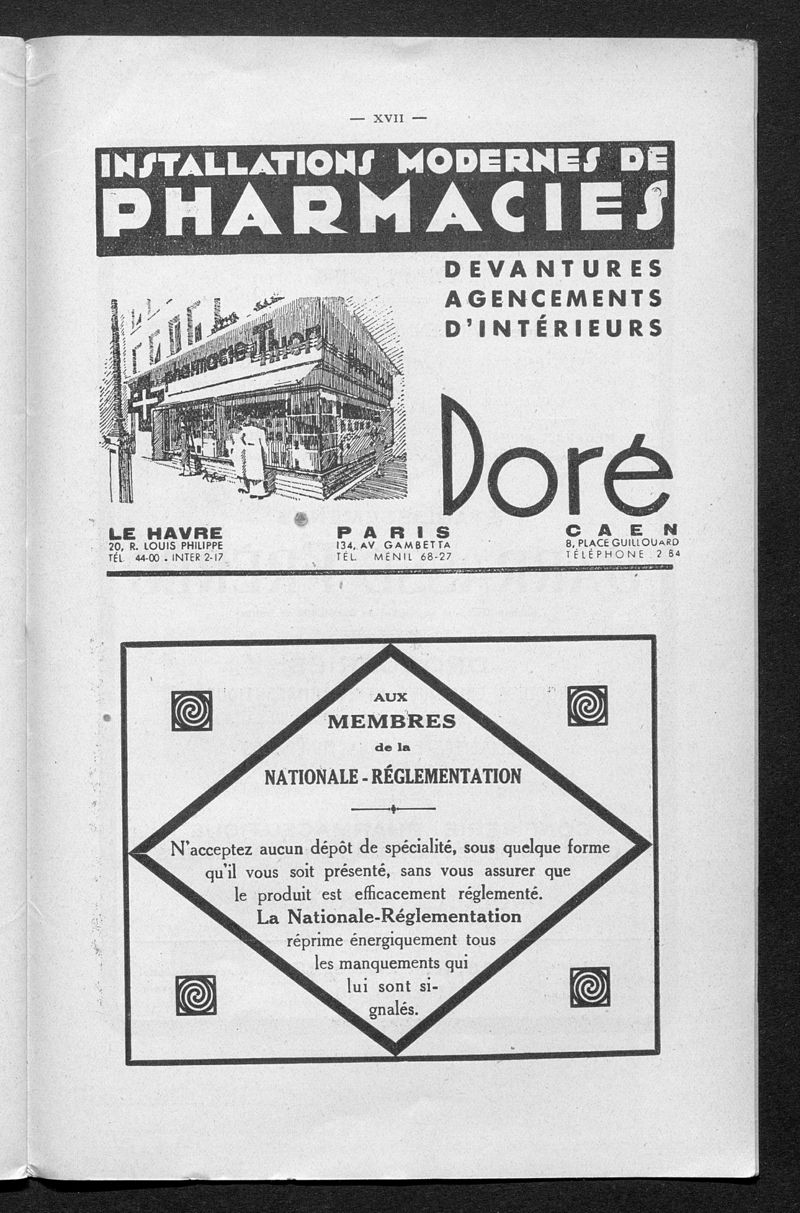 — XVII —
INSTALLATIONS MODERNES DE
PHARMACIES
DEVANTURES
AGENCEMENTS
D'INTÉRIEURS
pharmacie Thion
pharmacie
Doré
LE HAVRE
20, R. LOUIS PHILIPPE
TÉL 44-00 . INTER 2-17
PARIS
134, AV GAMBETTA
TÉL. MENIL 68-27
CAEN
8, PLACE GUILLOUARD
TÉLÉPHONE . 2 84
AUX
MEMBRES
de la
NATIONALE - RÉGLEMENTATION
N'acceptez aucun dépôt de spécialité, sous quelque forme
qu'il vous soit présenté, sans vous assurer que
le produit est efficacement réglementé.
La Nationale-Réglementation
réprime énergiquement tous
les manquements qui
lui sont si-
gnalés.